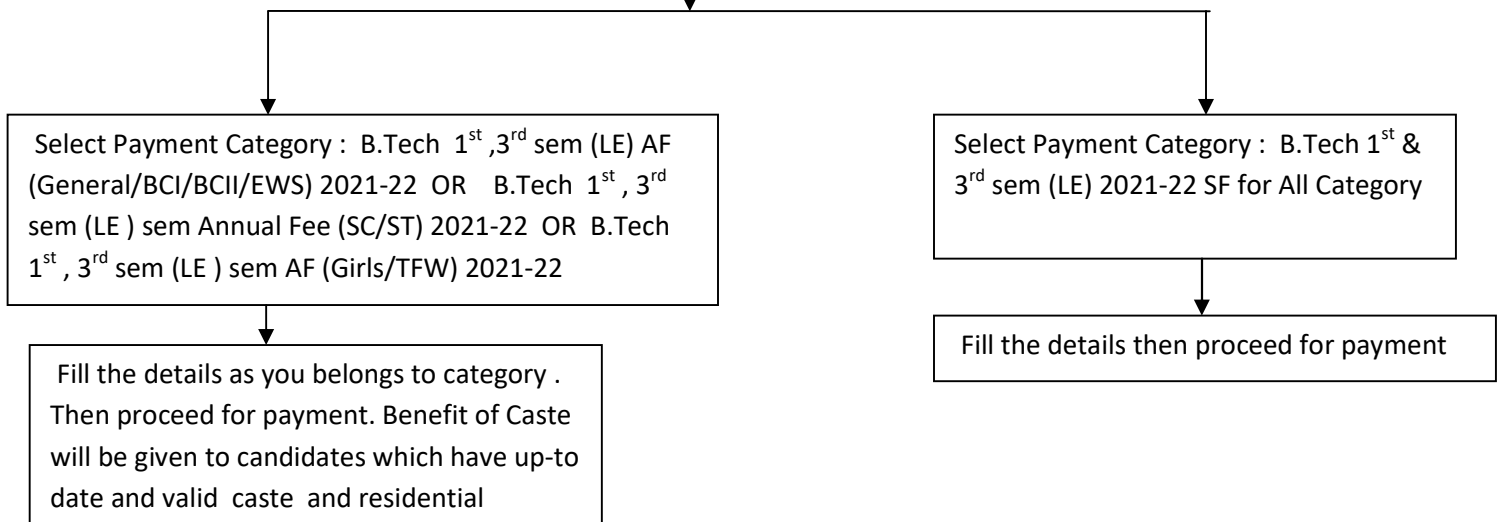 Select Payment Category : B.Tech 1st ,3rd sem (LE) AF
(General/BCI/BCII/EWS) 2021-22 OR B.Tech 1st , 3rd
sem (LE ) sem Annual Fee (SC/ST) 2021-22 OR B.Tech
1st , 3rd sem (LE ) sem AF (Girls/TFW) 2021-22
Fill the details as you belongs to category .
Then proceed for payment. Benefit of Caste
will be given to candidates which have up-to
date and valid caste and residential
Select Payment Category : B.Tech 1st &
3rd sem (LE) 2021-22 SF for All Category
Fill the details then proceed for payment